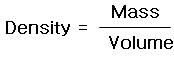 Density = Mass
Volume